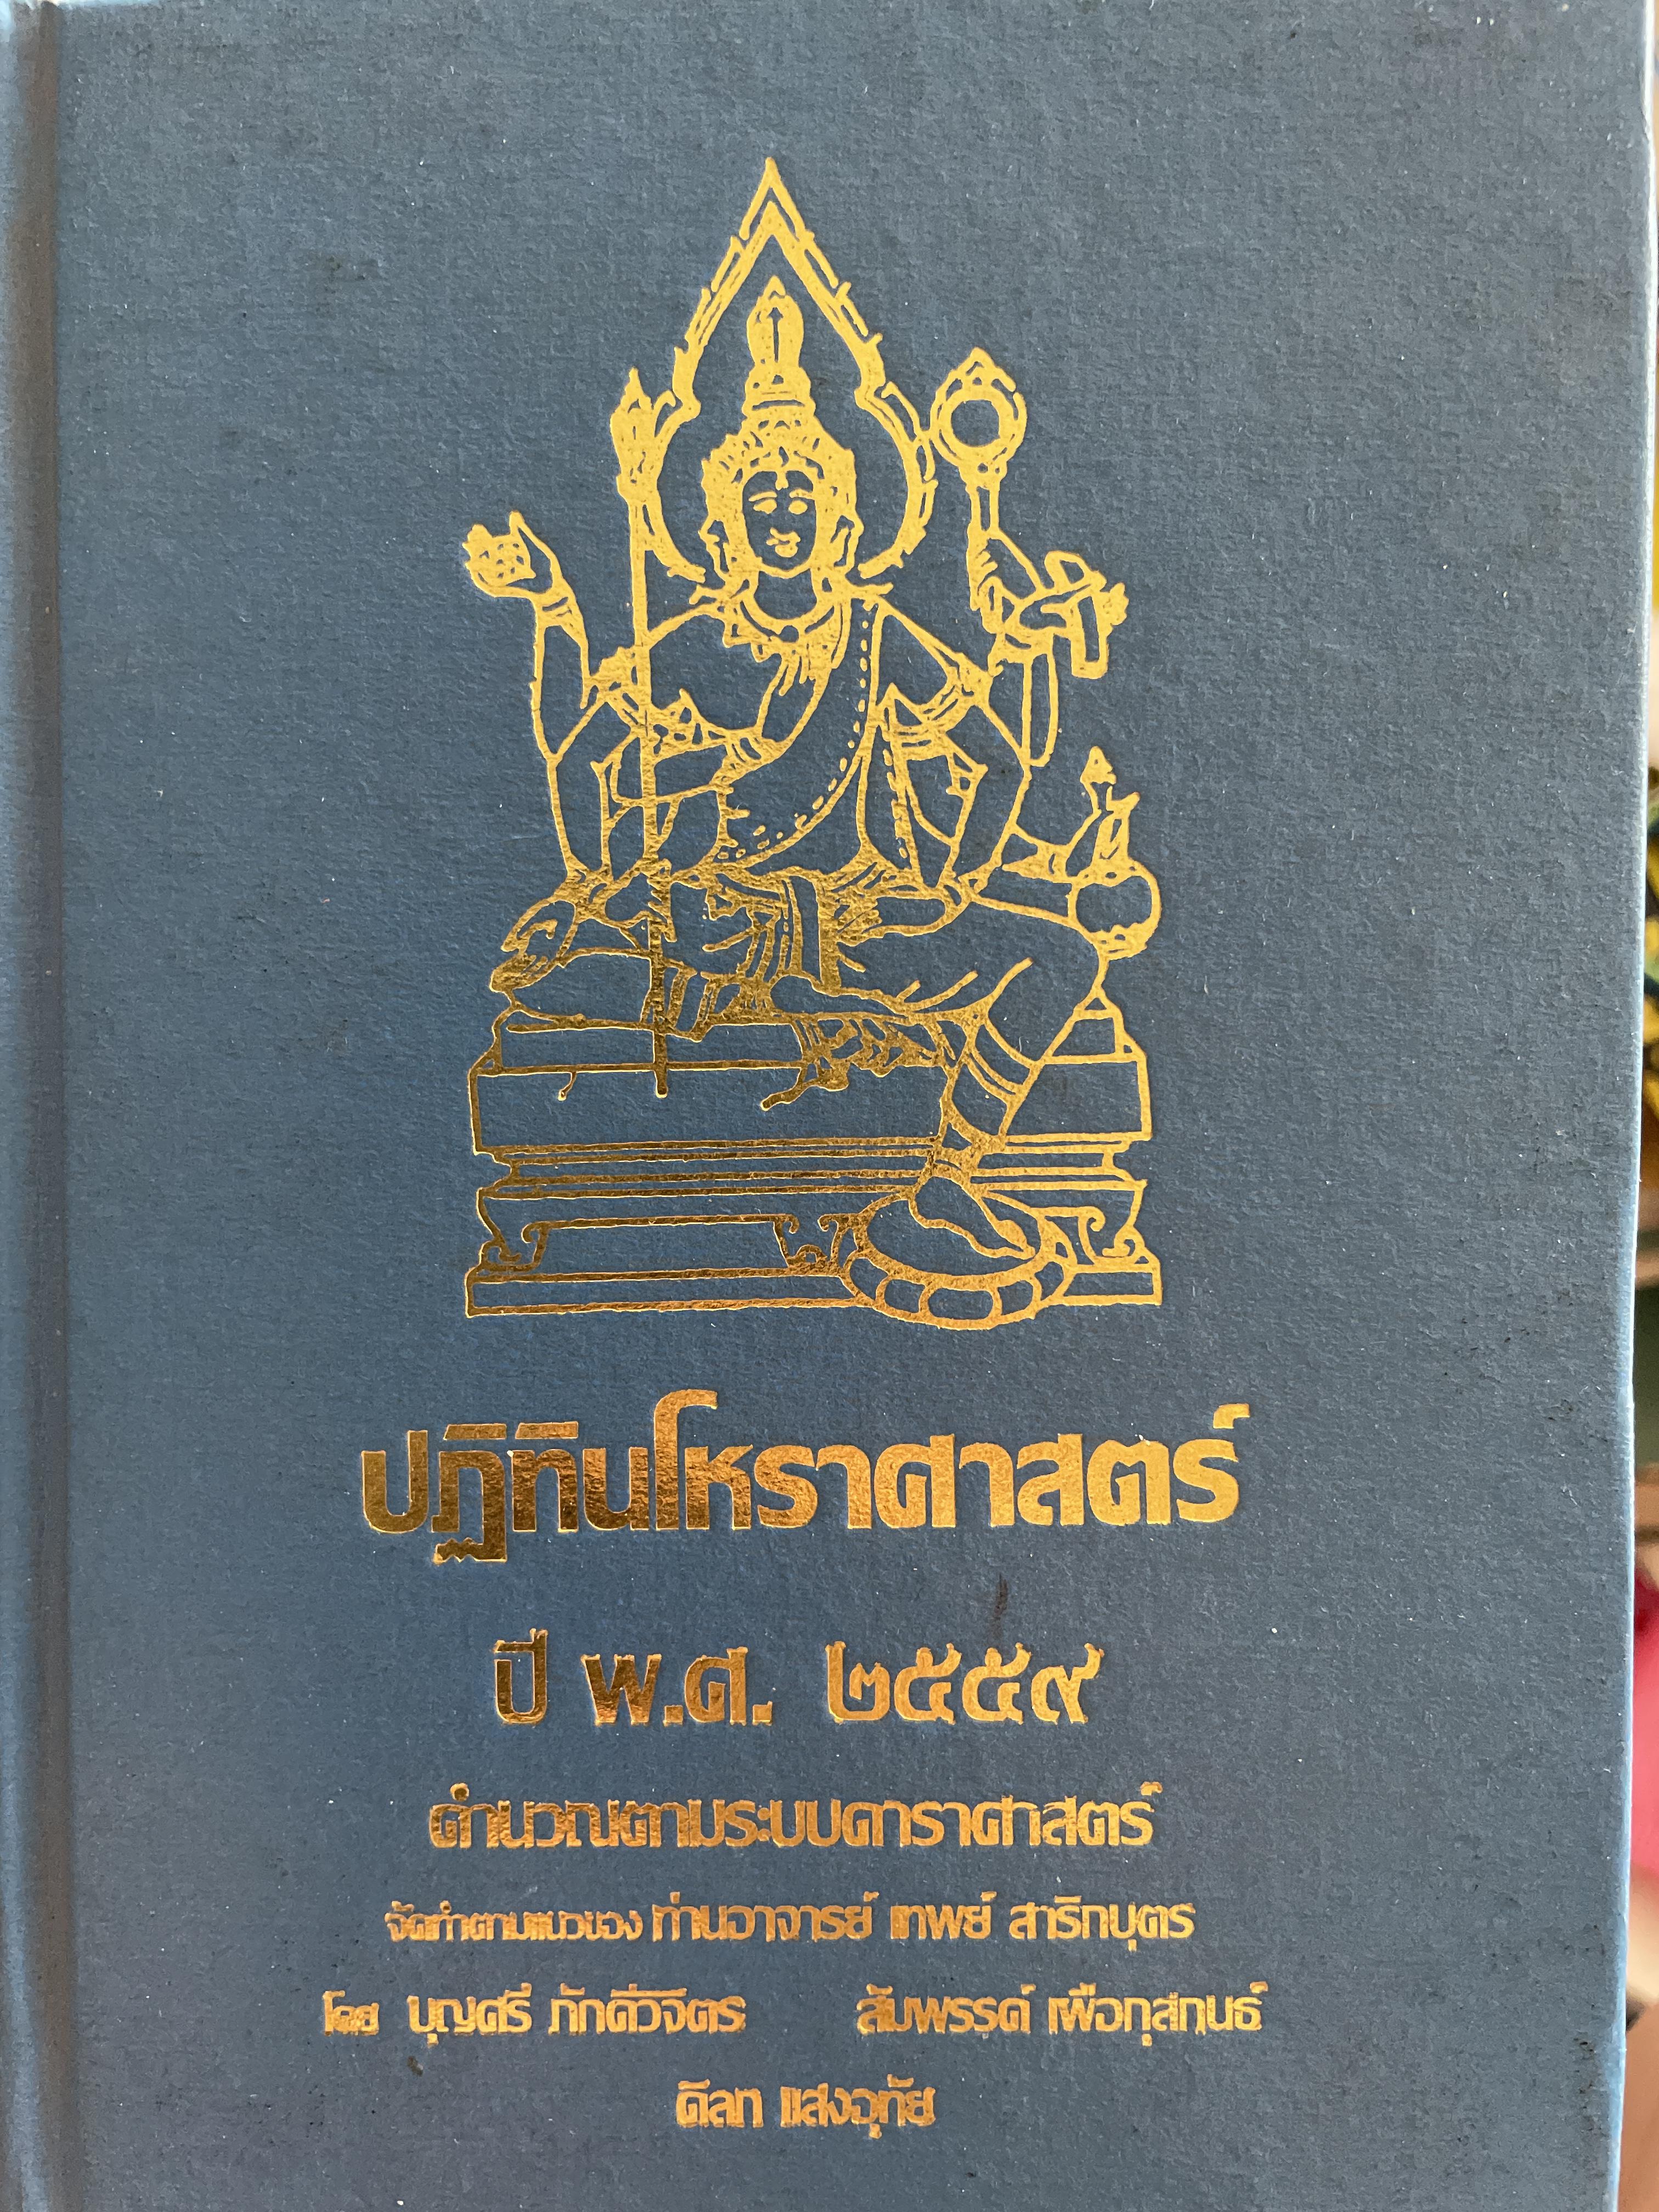 ปฏิทินโหราศาสตร์
ปี พ.ศ. ๒๕๕๙
คำนวณตามระบบดาราศาสตร์
จัดทำตามแนวของ ท่านอาจารย์ เทพย์ สาริกบุตร
โดย บุญศรี ภักดีวิจิตร สัมพรรค์ เผือกุสกนธ์
ดิลก แสงอุทัย